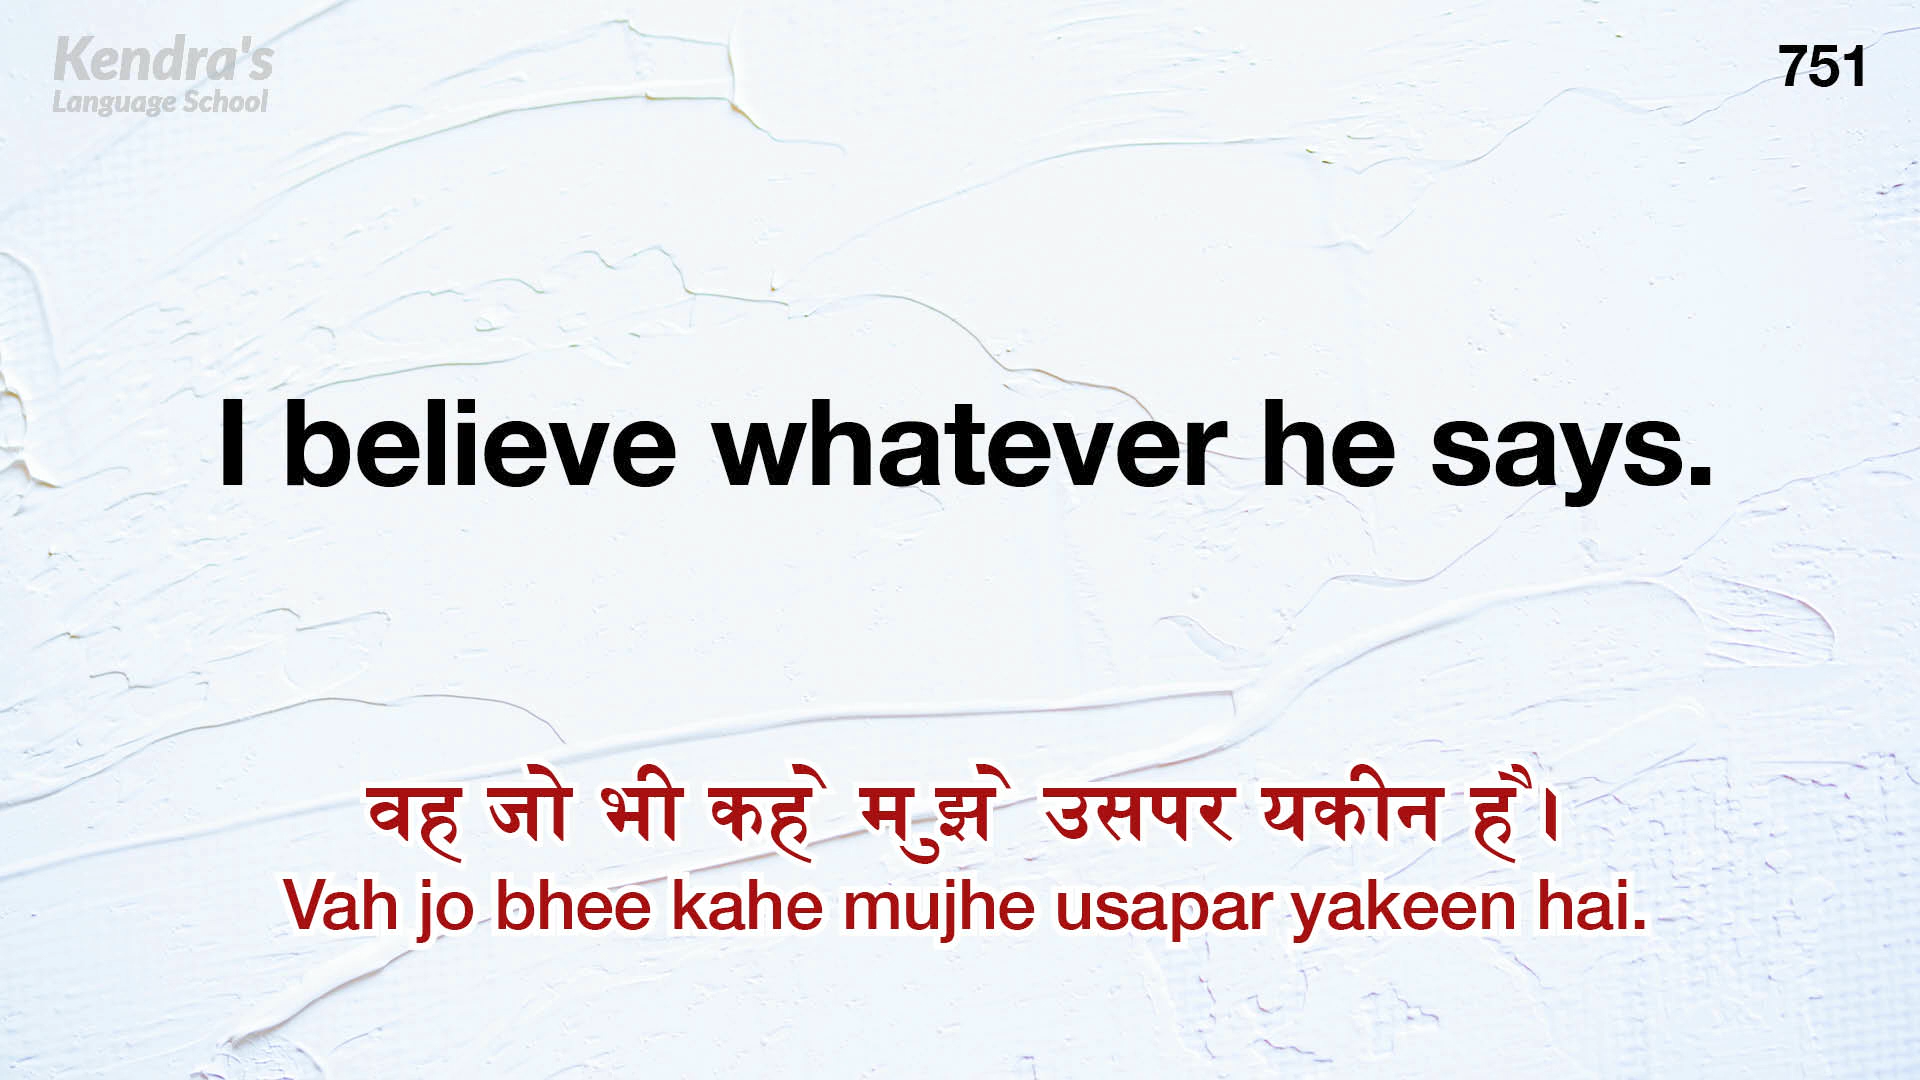 Kendra's
Language School
751
I believe whatever he says.
वह जो भी कहे मुझे उसपर यकीन है।
Vah jo bhee kahe mujhe usapar yakeen hai.